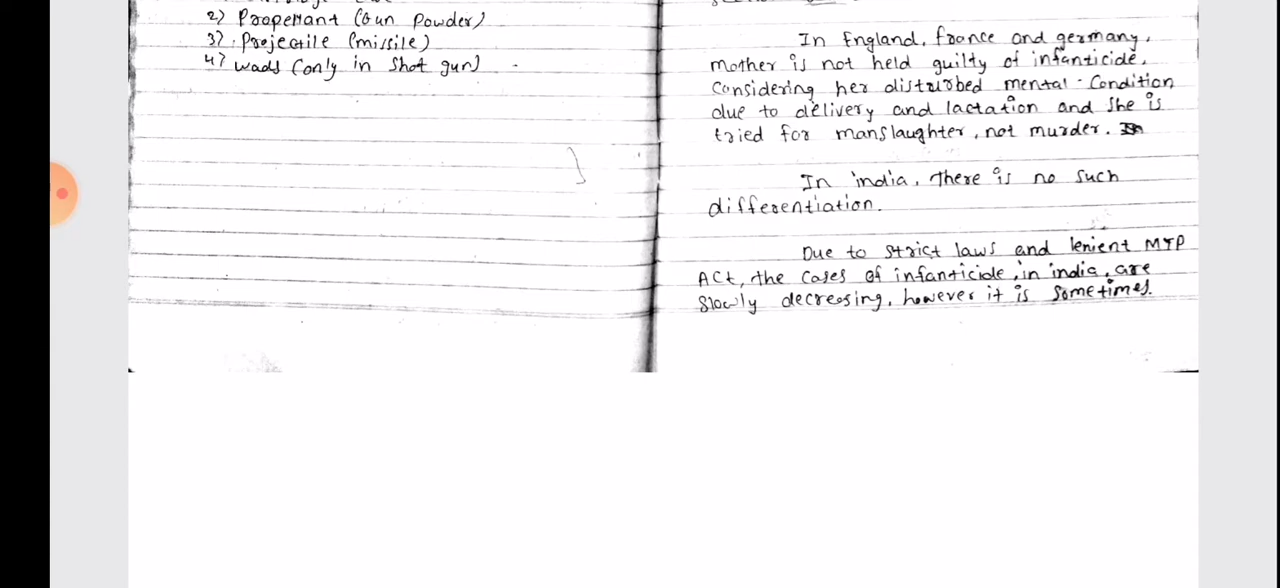 2) Propellant (Gun Powder)
3) Projectile (missile)
4) wads (only in shot gun)
In England, france and germany,
mother is not held guilty of infanticide,
Considering her disturbed mental condition
due to delivery and lactation and she is
tried for manslaughter, not murder.
In india, there is no such
differentiation.
Due to strict laws and lenient MTP
Act, the cases of infanticide, in india, are
slowly decreasing, however it is sometimes.